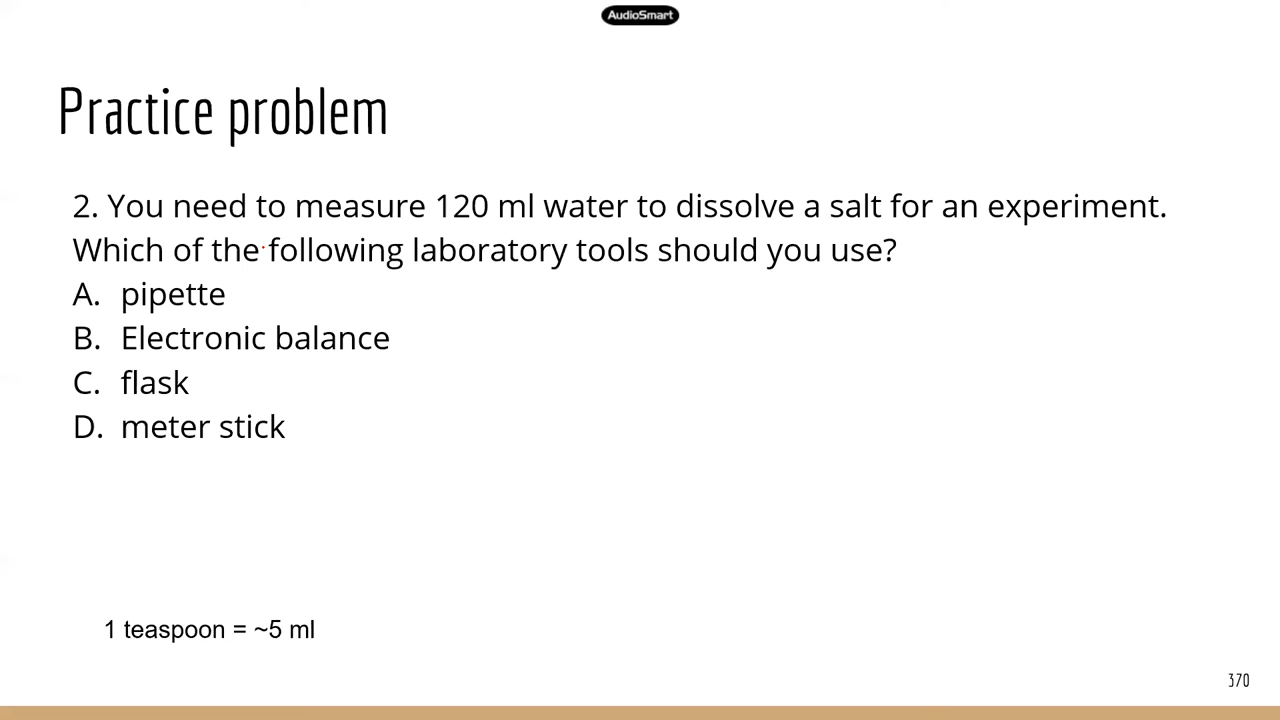 AudioSmart
Practice problem
2. You need to measure 120 ml water to dissolve a salt for an experiment.
Which of the following laboratory tools should you use?
A. pipette
B. Electronic balance
C. flask
D. meter stick
1 teaspoon = ~5 ml
370